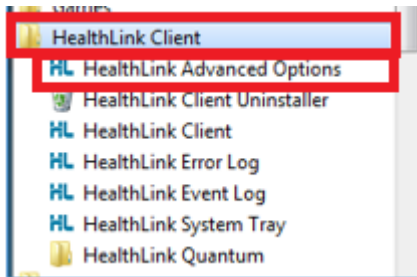 Games
HealthLink Client
HL HealthLink Advanced Options
HealthLink Client Uninstaller
HL HealthLink Client
HL HealthLink Error Log
HL HealthLink Event Log
HL HealthLink System Tray
HealthLink Quantum